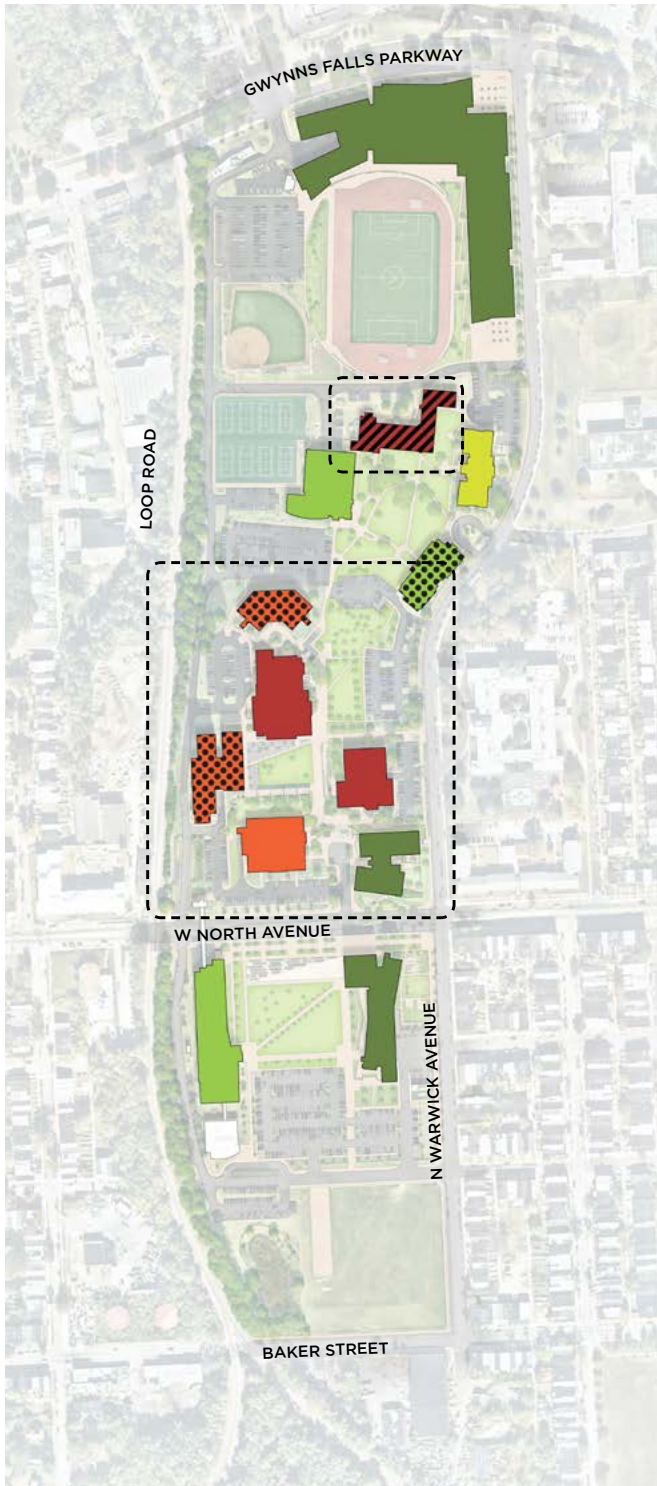 GWYNNS FALLS PARKWAY
LOOP ROAD
W NORTH AVENUE
N WARWICK AVENUE
BAKER STREET